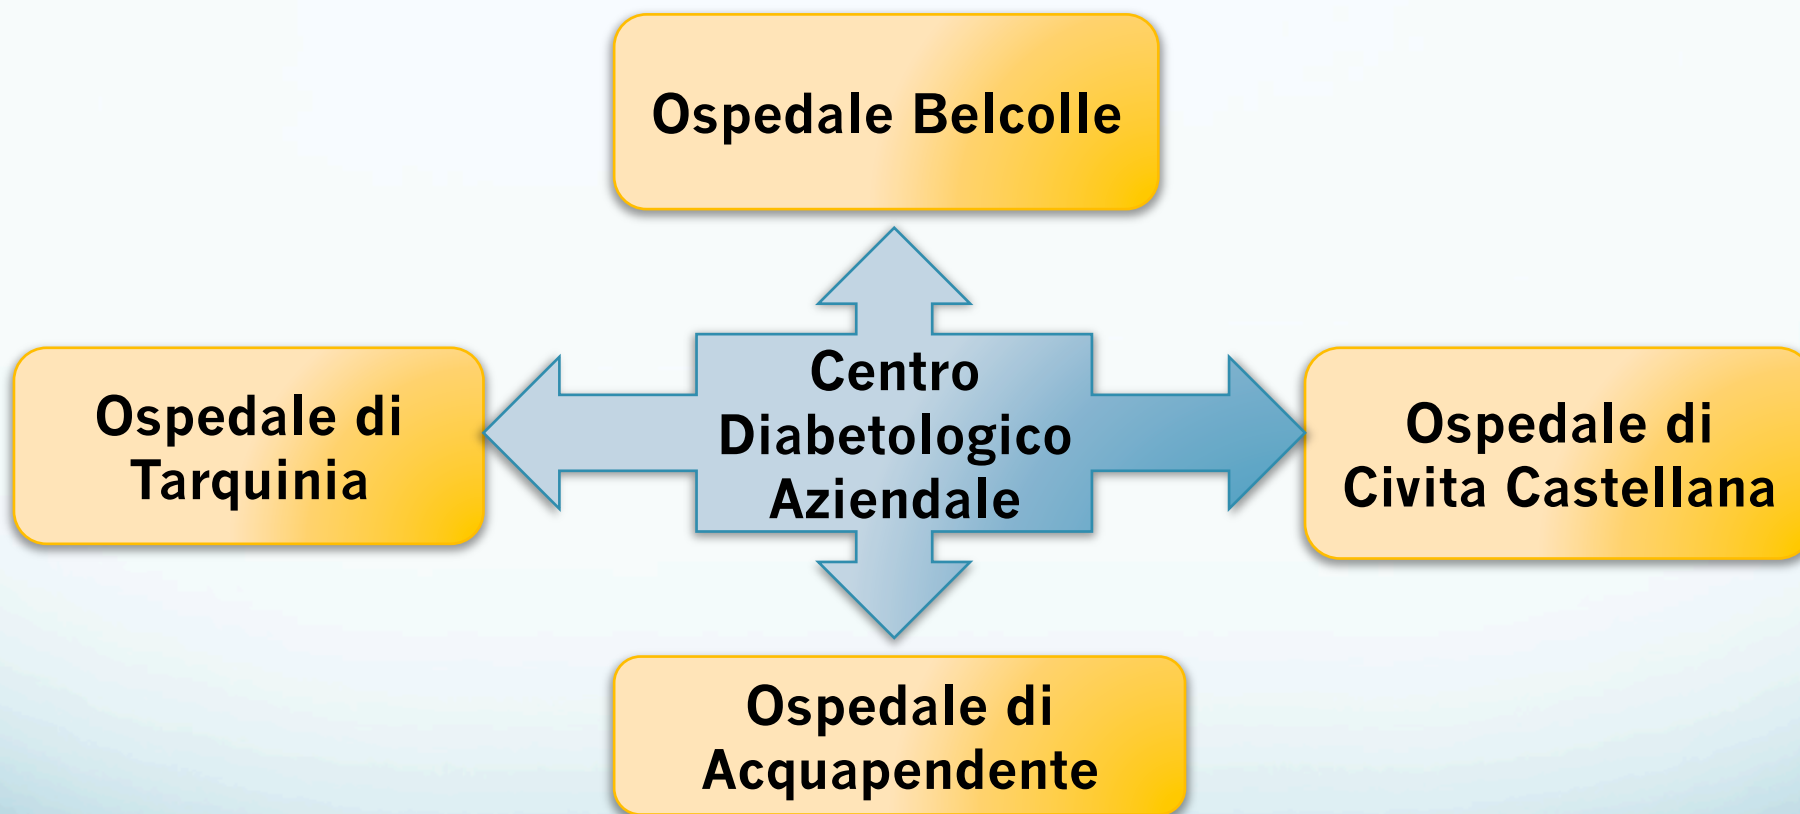 Ospedale Belcolle
Ospedale di
Tarquinia
Centro
Diabetologico
Aziendale
Ospedale di
Civita Castellana
Ospedale di
Acquapendente